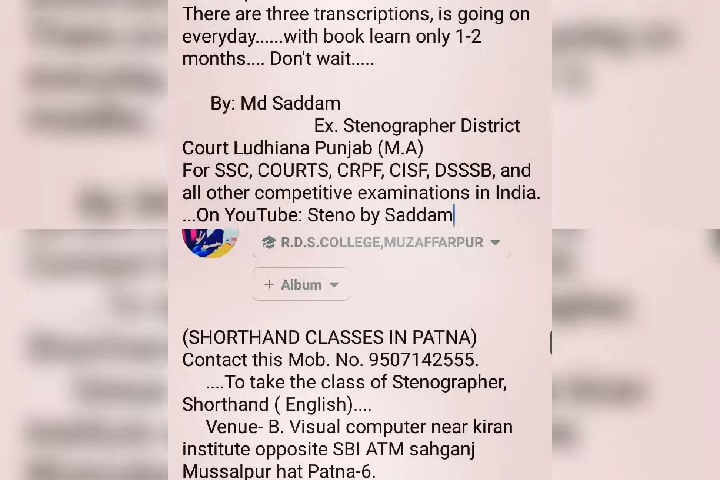 There are three transcriptions, is going on
everyday......with book learn only 1-2
months.... Don't wait.....
By: Md Saddam
Ex. Stenographer District
Court Ludhiana Punjab (M.A)
For SSC, COURTS, CRPF, CISF, DSSSB, and
all other competitive examinations in India.
...On YouTube: Steno by Saddam
R.D.S.COLLEGE,MUZAFFARPUR
+ Album
(SHORTHAND CLASSES IN PATNA)
Contact this Mob. No. 9507142555.
....To take the class of Stenographer,
Shorthand ( English)....
Venue- B. Visual computer near kiran
institute opposite SBI ATM sahganj
Mussalpur hat Patna-6.